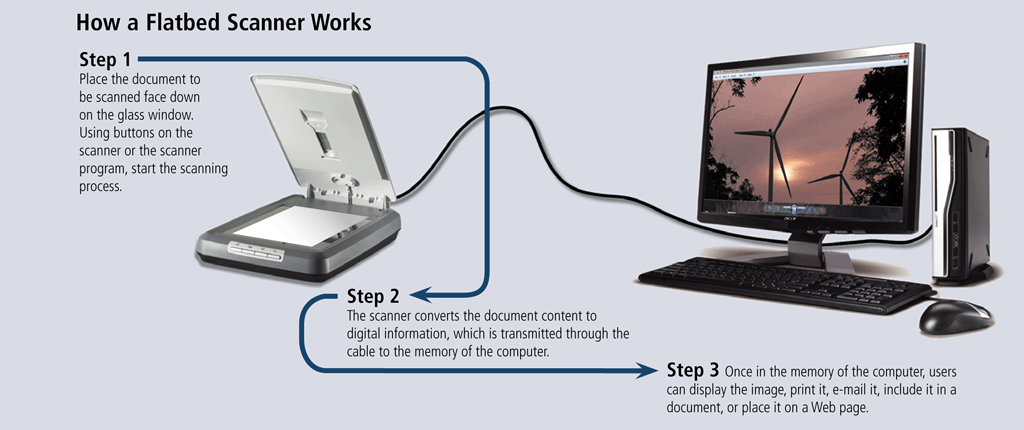 How a Flatbed Scanner Works
Step 1
Place the document to
be scanned face down
on the glass window.
Using buttons on the
scanner or the scanner
program, start the scanning
process.
Step 2
The scanner converts the document content to
digital information, which is transmitted through the
cable to the memory of the computer.
Step 3 Once in the memory of the computer, users
can display the image, print it, e-mail it, include it in a
document, or place it on a Web page.